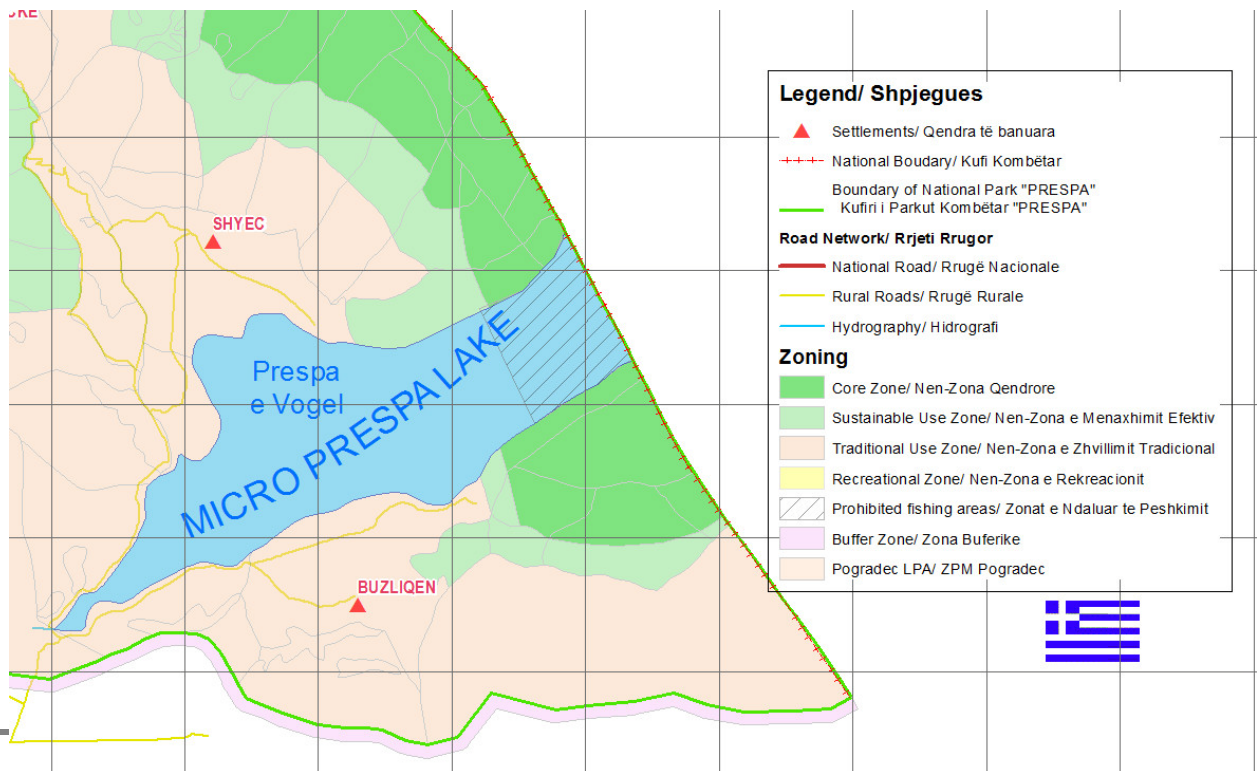 SHYEC
Prespa
e Vogel
MICRO PRESPA LAKE
BUZLIQEN
Legend/ Shpjegues
Settlements/ Qendra të banuara
National Boudary/ Kufi Kombëtar
Boundary of National Park "PRESPA"
Kufiri i Parkut Kombëtar "PRESPA"
Road Network/ Rrjeti Rrugor
National Road/ Rrugë Nacionale
Rural Roads/ Rrugë Rurale
Hydrography/ Hidrografi
Zoning
Core Zone/ Nen-Zona Qendrore
Sustainable Use Zone/ Nen-Zona e Menaxhimit Efektiv
Traditional Use Zone/ Nen-Zona e Zhvillimit Tradicional
Recreational Zone/ Nen-Zona e Rekreacionit
Prohibited fishing areas/ Zonat e Ndaluar te Peshkimit
Buffer Zone/ Zona Buferike
Pogradec LPA/ ZPM Pogradec